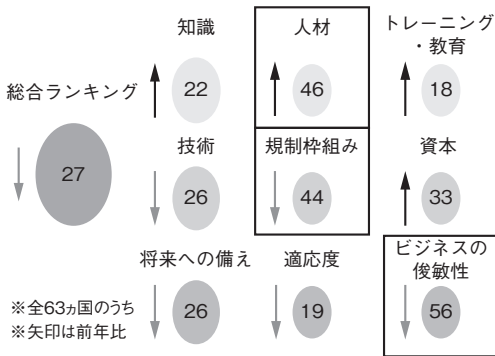 知識
人材
トレーニング
・教育
総合ランキング
22
46
18
27
技術
規制枠組み
資本
26
44
33
将来への備え
適応度
ビジネスの
俊敏性
26
19
56
※全63ヵ国のうち
※矢印は前年比